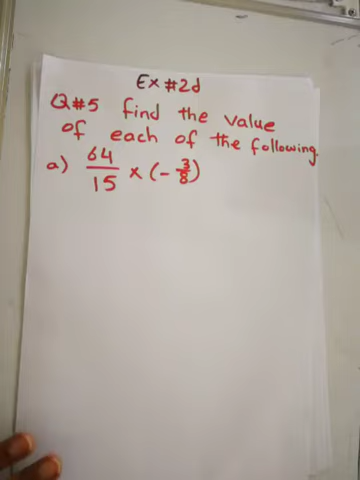 Ex #2d
Q#5 find the value
of each of the following.
a) 64/15 × (- 3/8)